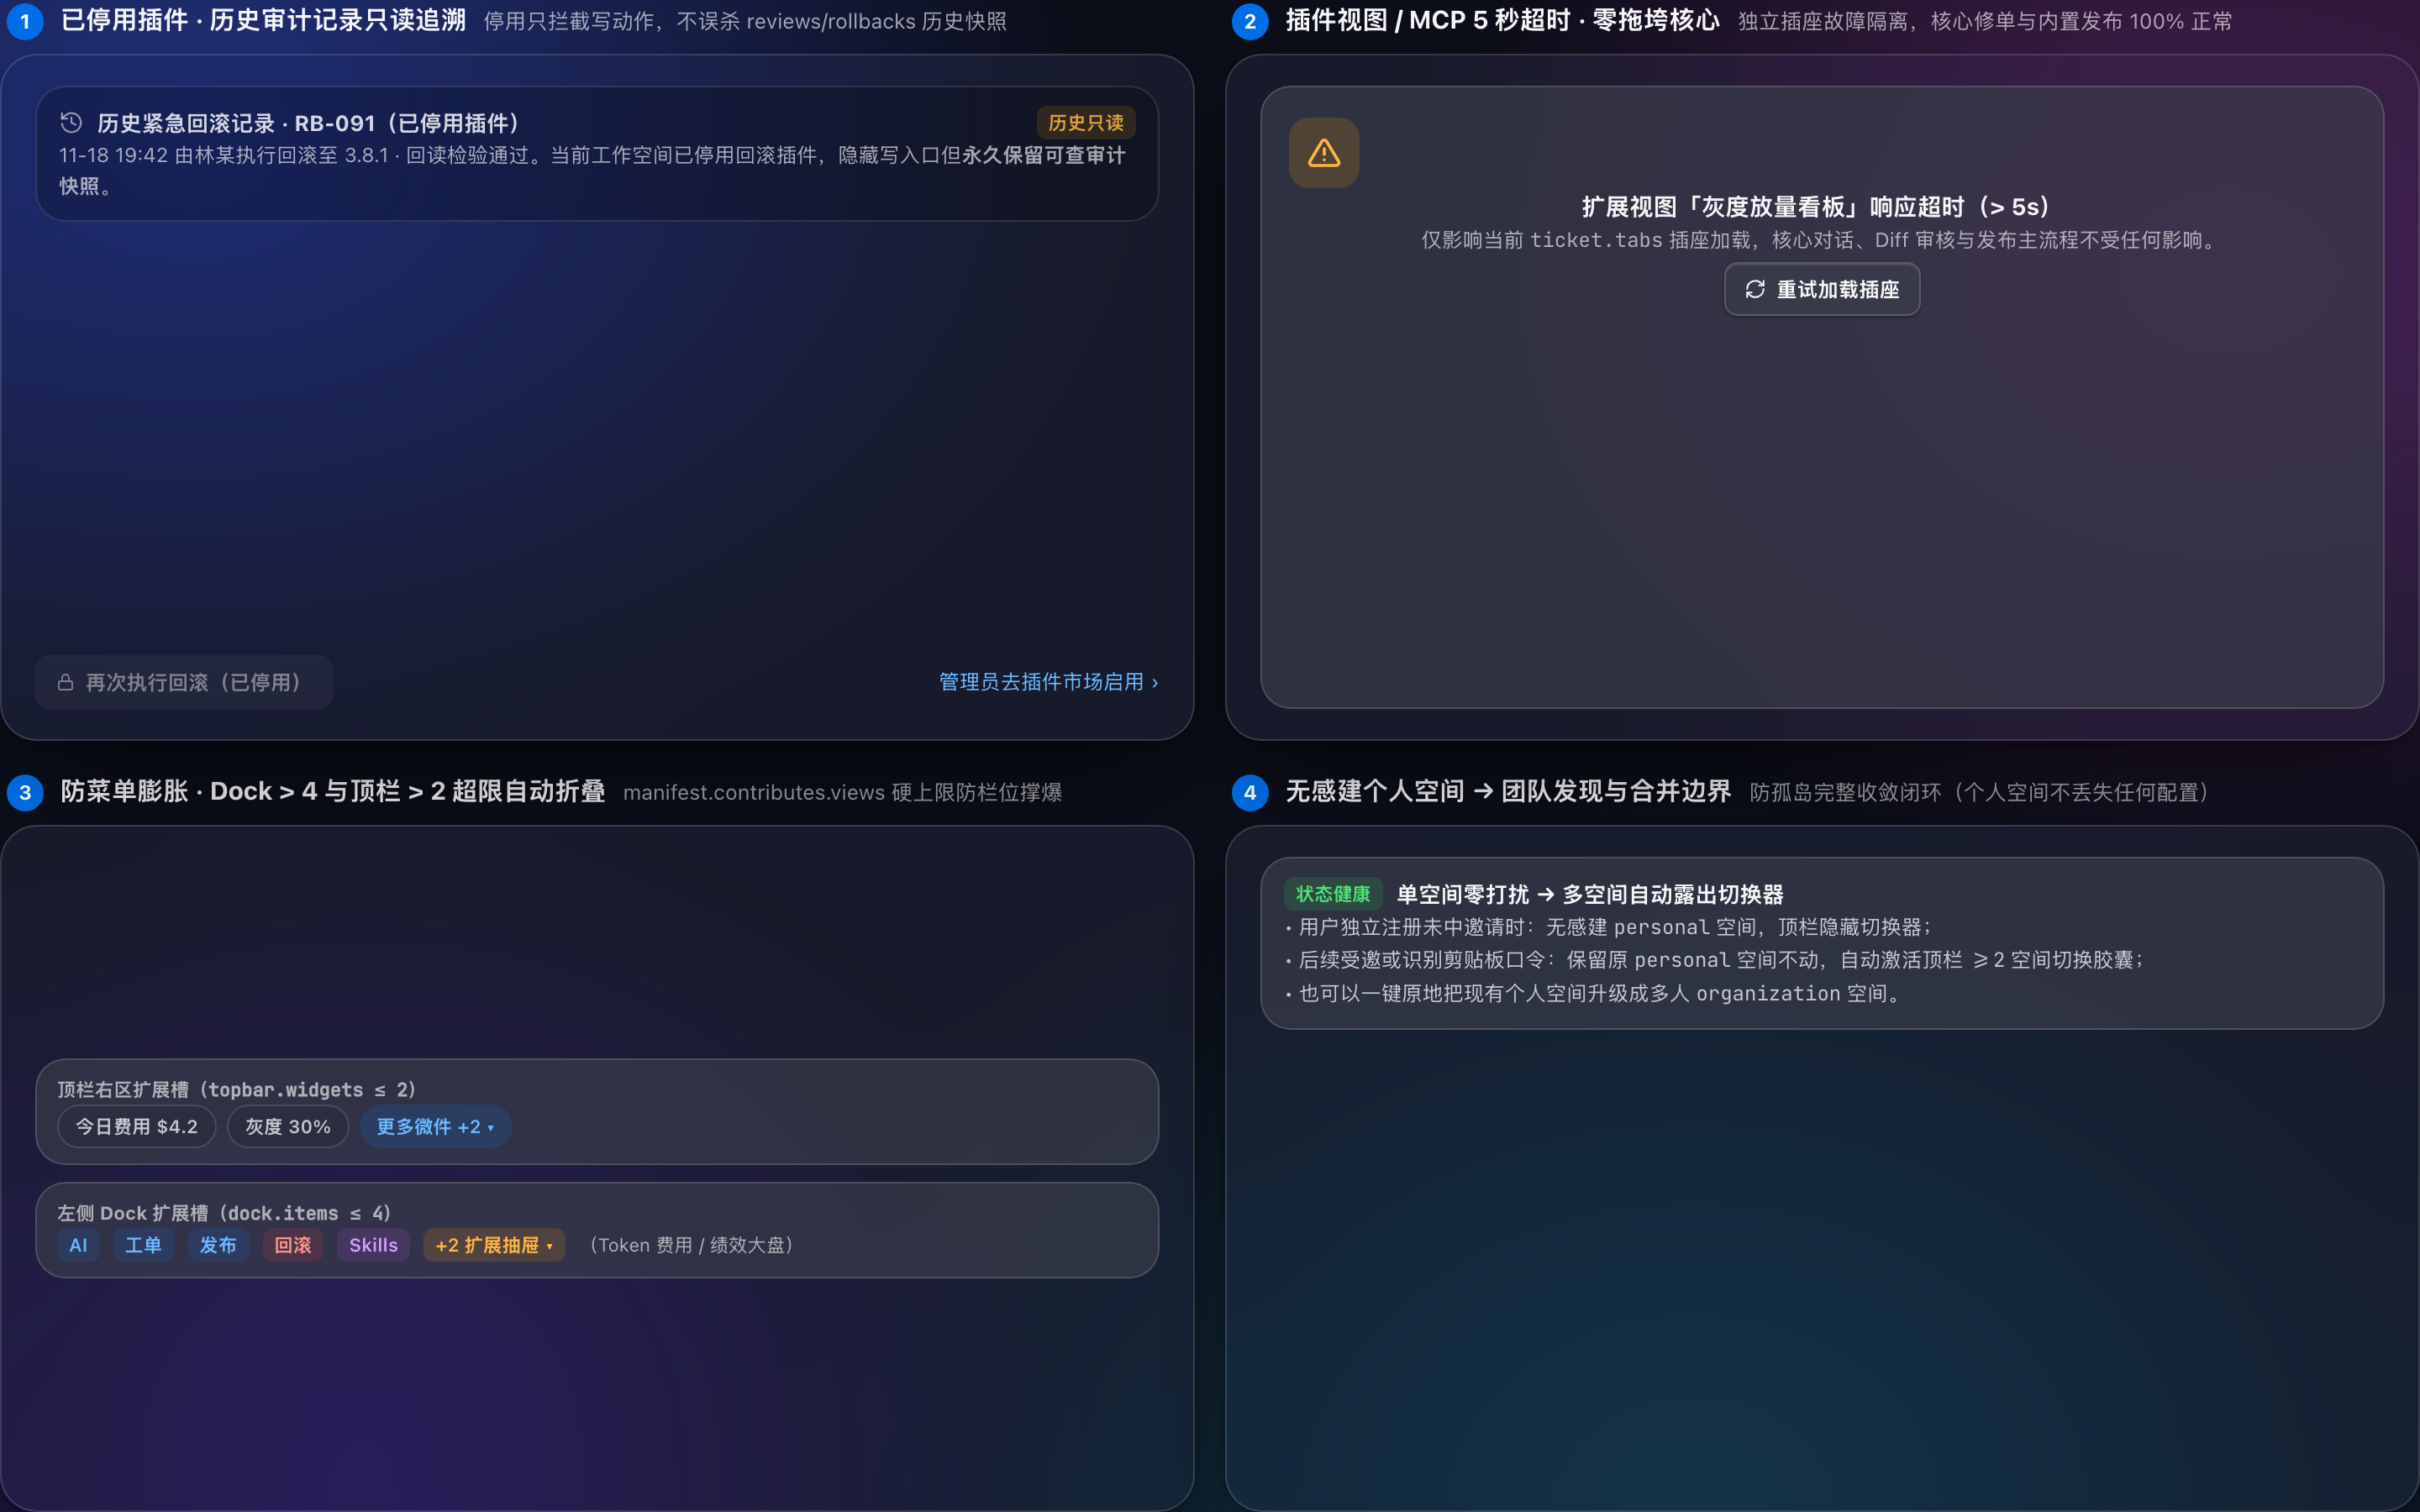 1 已停用插件 · 历史审计记录只读追溯 停用只拦截写动作，不误杀 reviews/rollbacks 历史快照
历史紧急回滚记录 · RB-091（已停用插件）
历史只读
11-18 19:42 由林某执行回滚至 3.8.1 · 回读检验通过。当前工作空间已停用回滚插件，隐藏写入口但永久保留可查审计
快照。
再次执行回滚（已停用）
管理员去插件市场启用 ›
2 插件视图 / MCP 5 秒超时 · 零拖垮核心 独立插座故障隔离，核心修单与内置发布 100% 正常
扩展视图「灰度放量看板」响应超时（> 5s）
仅影响当前 ticket.tabs 插座加载，核心对话、Diff 审核与发布主流程不受任何影响。
重试加载插座
3 防菜单膨胀 · Dock > 4 与顶栏 > 2 超限自动折叠 manifest.contributes.views 硬上限防栏位撑爆
顶栏右区扩展槽（topbar.widgets ≤ 2）
今日费用 $4.2 灰度 30% 更多微件 +2 ▾
左侧 Dock 扩展槽（dock.items ≤ 4）
AI 工单 发布 回滚 Skills +2 扩展抽屉 ▾ （Token 费用 / 绩效大盘）
4 无感建个人空间 → 团队发现与合并边界 防孤岛完整收敛闭环（个人空间不丢失任何配置）
状态健康 单空间零打扰 → 多空间自动露出切换器
• 用户独立注册未中邀请时：无感建 personal 空间，顶栏隐藏切换器；
• 后续受邀或识别剪贴板口令：保留原 personal 空间不动，自动激活顶栏 ≥2 空间切换胶囊；
• 也可以一键原地把现有个人空间升级成多人 organization 空间。